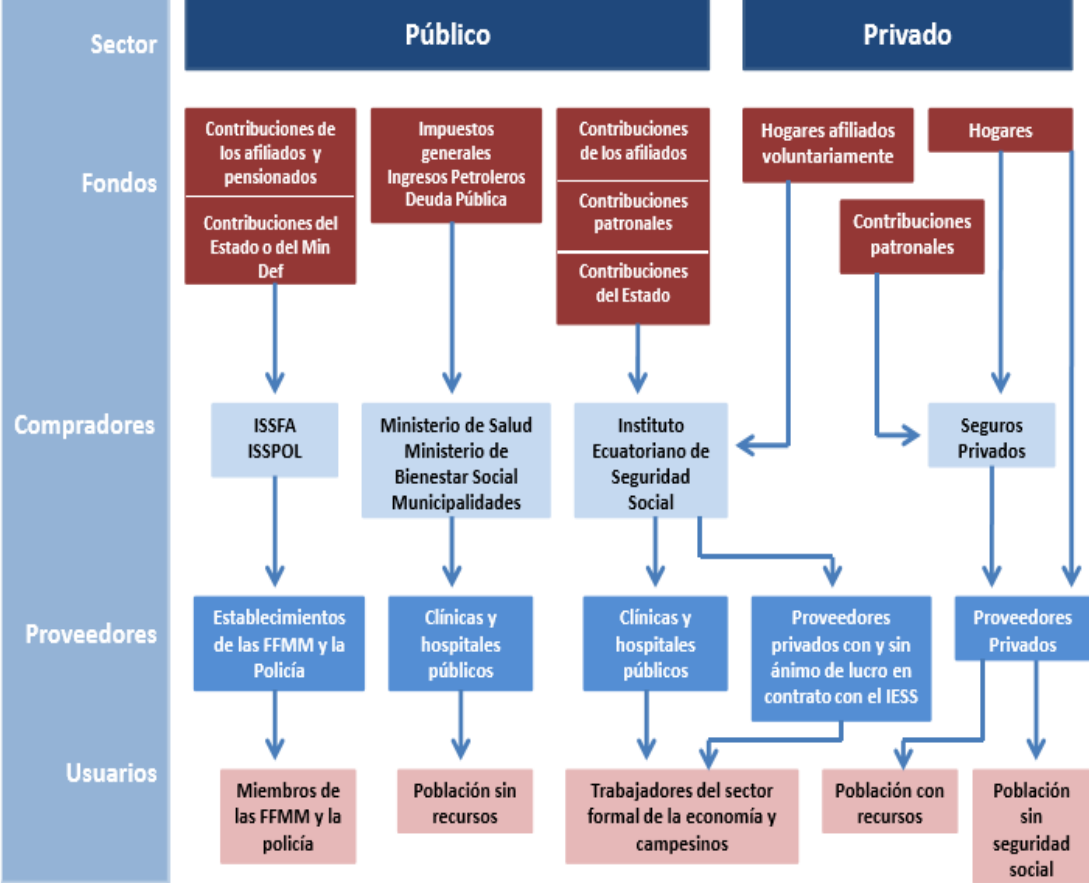 Sector
Público
Privado
Fondos
Contribuciones de
los afiliados y
pensionados
Contribuciones del
Estado o del Min
Def
Impuestos
generales
Ingresos Petroleros
Deuda Pública
Contribuciones
de los afiliados
Contribuciones
patronales
Contribuciones
del Estado
Hogares afiliados
voluntariamente
Contribuciones
patronales
Hogares
Compradores
ISSFA
ISSPOL
Ministerio de Salud
Ministerio de
Bienestar Social
Municipalidades
Instituto
Ecuatoriano de
Seguridad
Social
Seguros
Privados
Proveedores
Establecimientos
de las FFMM y la
Policía
Clínicas y
hospitales
públicos
Clínicas y
hospitales
públicos
Proveedores
privados con y sin
ánimo de lucro en
contrato con el IESS
Proveedores
Privados
Usuarios
Miembros de
las FFMM y la
policía
Población sin
recursos
Trabajadores del sector
formal de la economía y
campesinos
Población con
recursos
Población
sin
seguridad
social